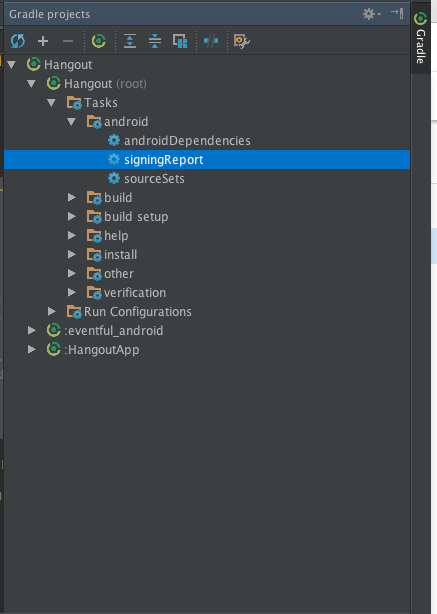 Gradle projects
Gradle
Hangout
Hangout (root)
Tasks
android
androidDependencies
signingReport
sourceSets
build
build setup
help
install
other
verification
Run Configurations
:eventful_android
:HangoutApp